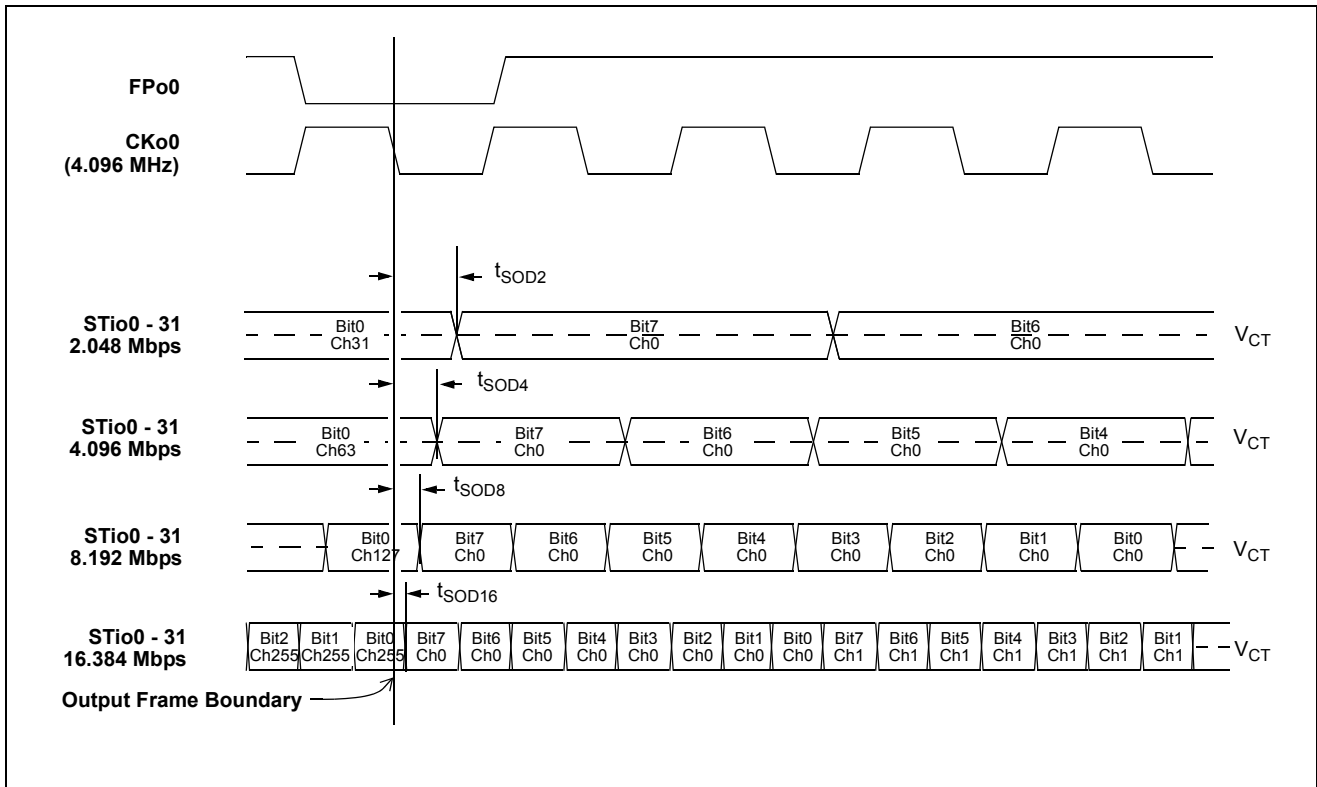 FPo0
CKo0
(4.096 MHz)
tSOD2
STio0 - 31
2.048 Mbps
Bit0 Bit7 Bit6
Ch31 Ch0 Ch0
VCT
tSOD4
STio0 - 31
4.096 Mbps
Bit0 Bit7 Bit6 Bit5 Bit4
Ch63 Ch0 Ch0 Ch0 Ch0
VCT
tSOD8
STio0 - 31
8.192 Mbps
Bit0 Bit7 Bit6 Bit5 Bit4 Bit3 Bit2 Bit1 Bit0
Ch127 Ch0 Ch0 Ch0 Ch0 Ch0 Ch0 Ch0 Ch0
VCT
tSOD16
STio0 - 31
16.384 Mbps
Bit2 Bit1 Bit0 Bit7 Bit6 Bit5 Bit4 Bit3 Bit2 Bit1 Bit0 Bit7 Bit6 Bit5 Bit4 Bit3 Bit2 Bit1
Ch255 Ch255 Ch255 Ch0 Ch0 Ch0 Ch0 Ch0 Ch0 Ch0 Ch0 Ch1 Ch1 Ch1 Ch1 Ch1 Ch1 Ch1
VCT
Output Frame Boundary